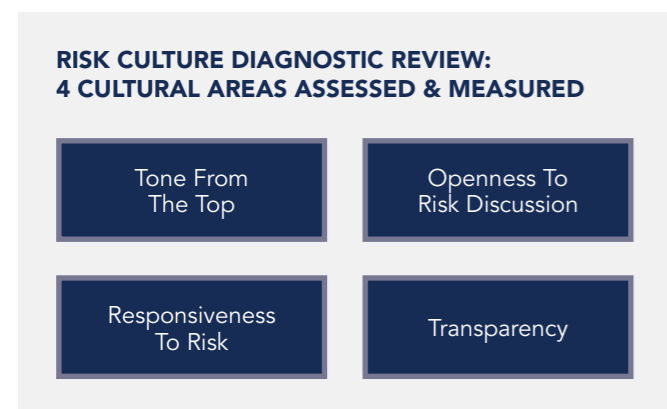 RISK CULTURE DIAGNOSTIC REVIEW:
4 CULTURAL AREAS ASSESSED & MEASURED
Tone From
The Top
Openness To
Risk Discussion
Responsiveness
To Risk
Transparency